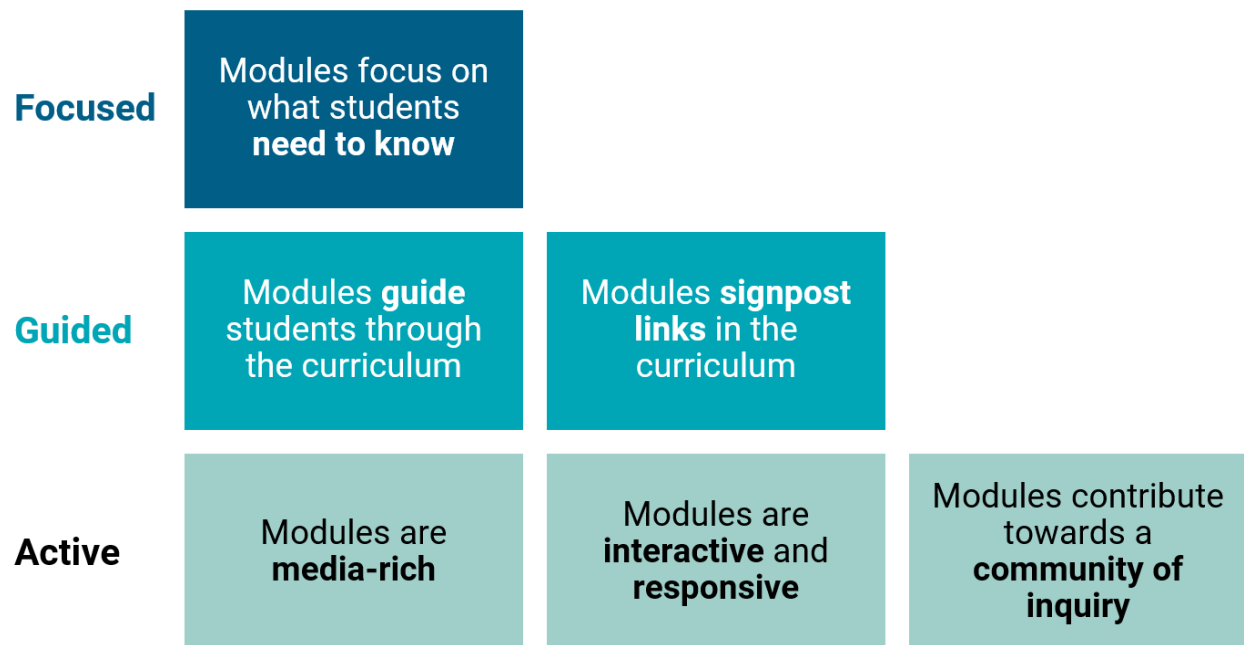 Focused
Modules focus on
what students
need to know
Guided
Modules guide
students through
the curriculum
Modules signpost
links in the
curriculum
Active
Modules are
media-rich
Modules are
interactive and
responsive
Modules contribute
towards a
community of
inquiry